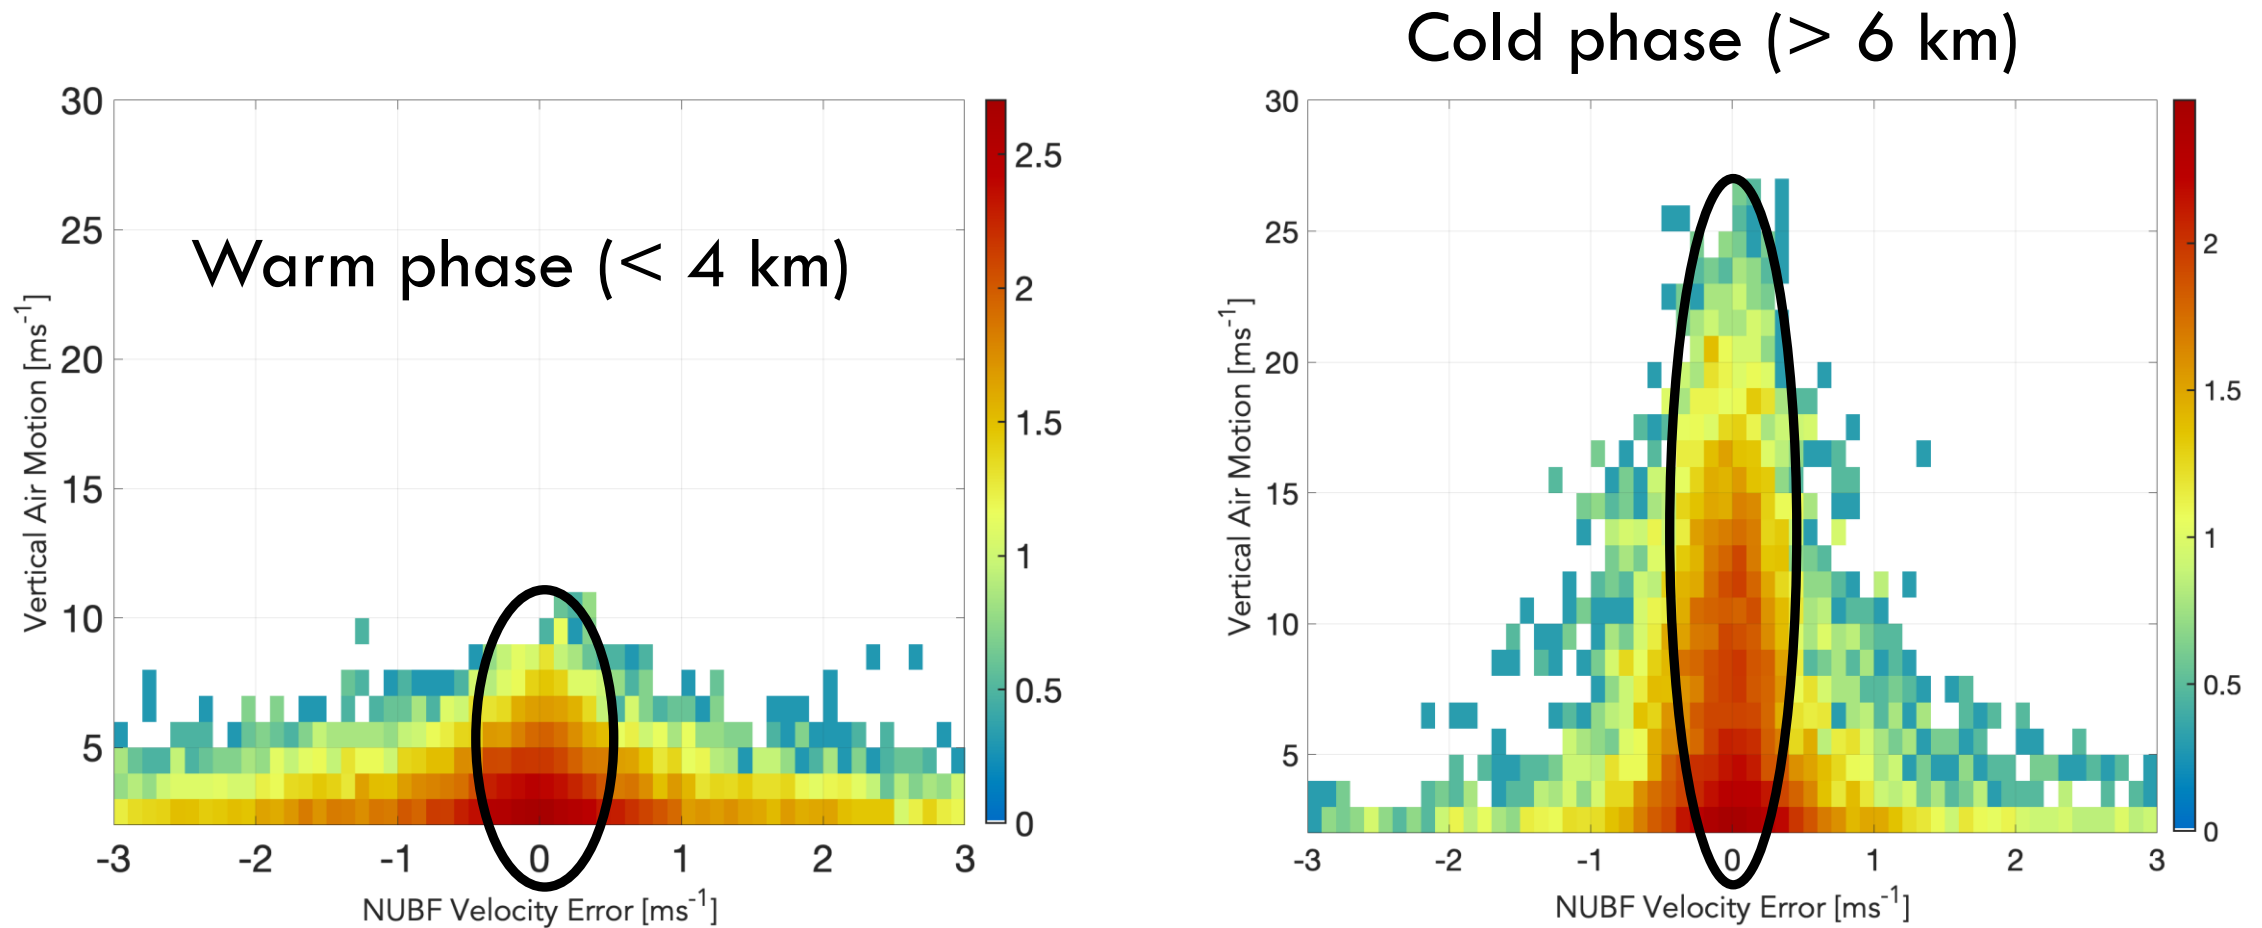 Cold phase (> 6 km)
Warm phase (< 4 km)
30
25
20
15
10
5
Vertical Air Motion [ms⁻¹]
-3 -2 -1 0 1 2 3
NUBF Velocity Error [ms⁻¹]
2.5
2
1.5
1
0.5
0
30
25
20
15
10
5
Vertical Air Motion [ms⁻¹]
-3 -2 -1 0 1 2 3
NUBF Velocity Error [ms⁻¹]
2
1.5
1
0.5
0